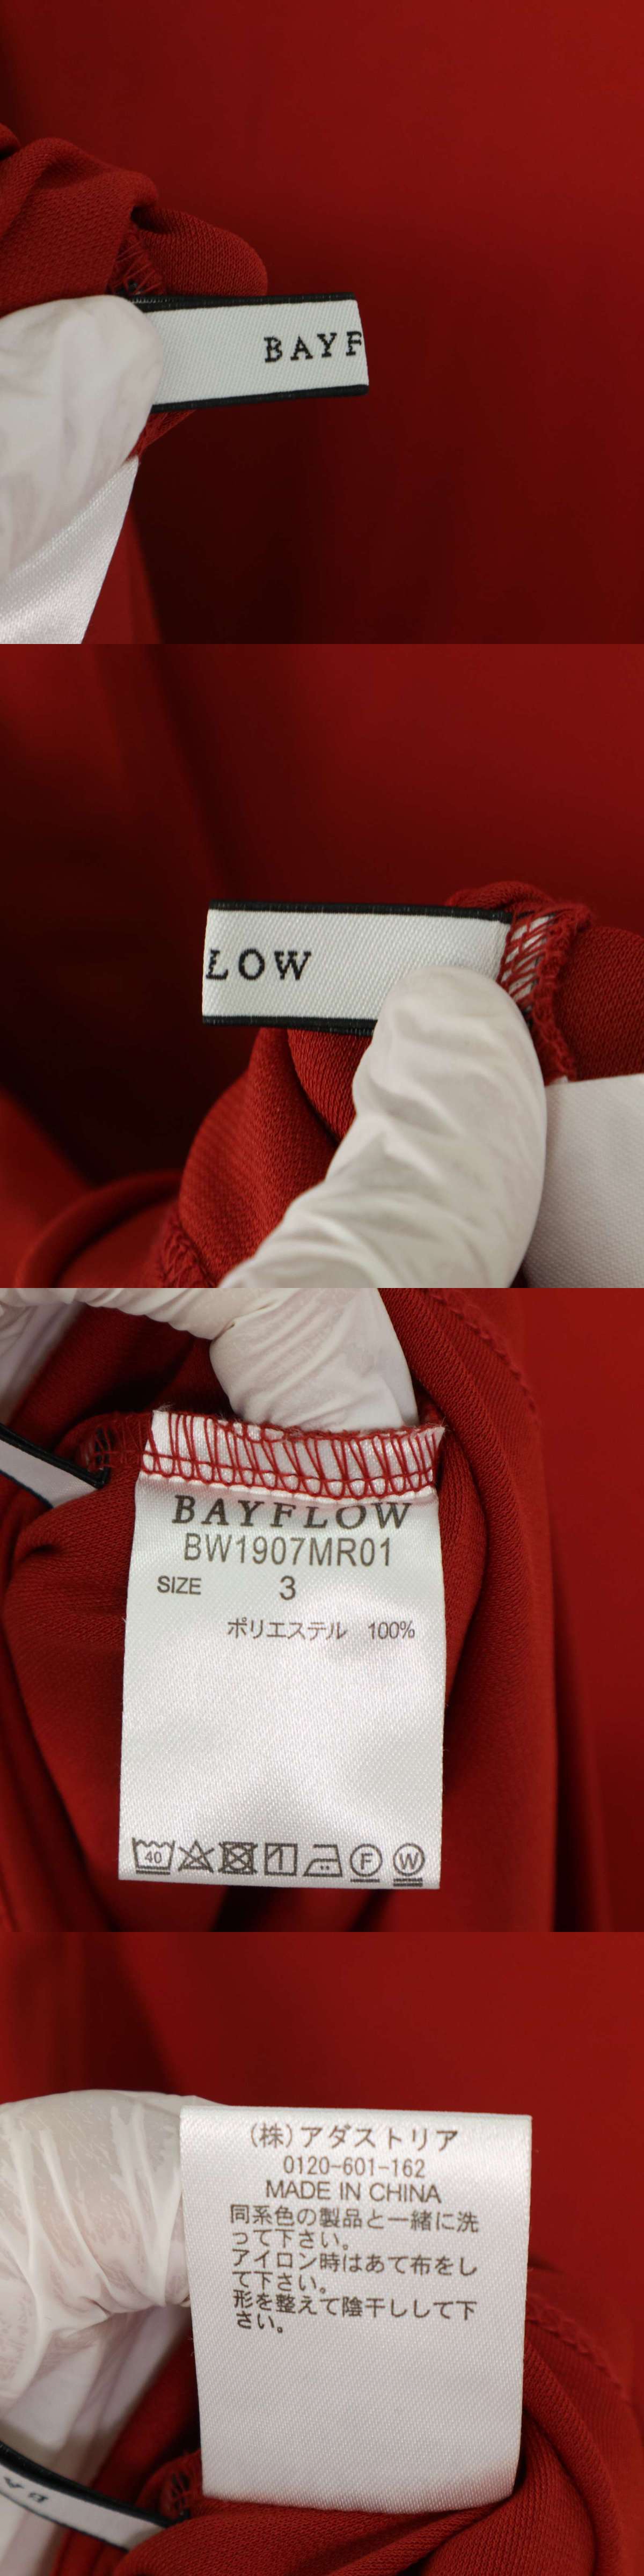 BAYF
LOW
BAYFLOW
BW1907MR01
SIZE 3
ポリエステル 100%
40
F
W
(株)アダストリア
0120-601-162
MADE IN CHINA
同系色の製品と一緒に洗
って下さい。
アイロン時はあて布をし
て下さい。
形を整えて陰干しして下
さい。
BA